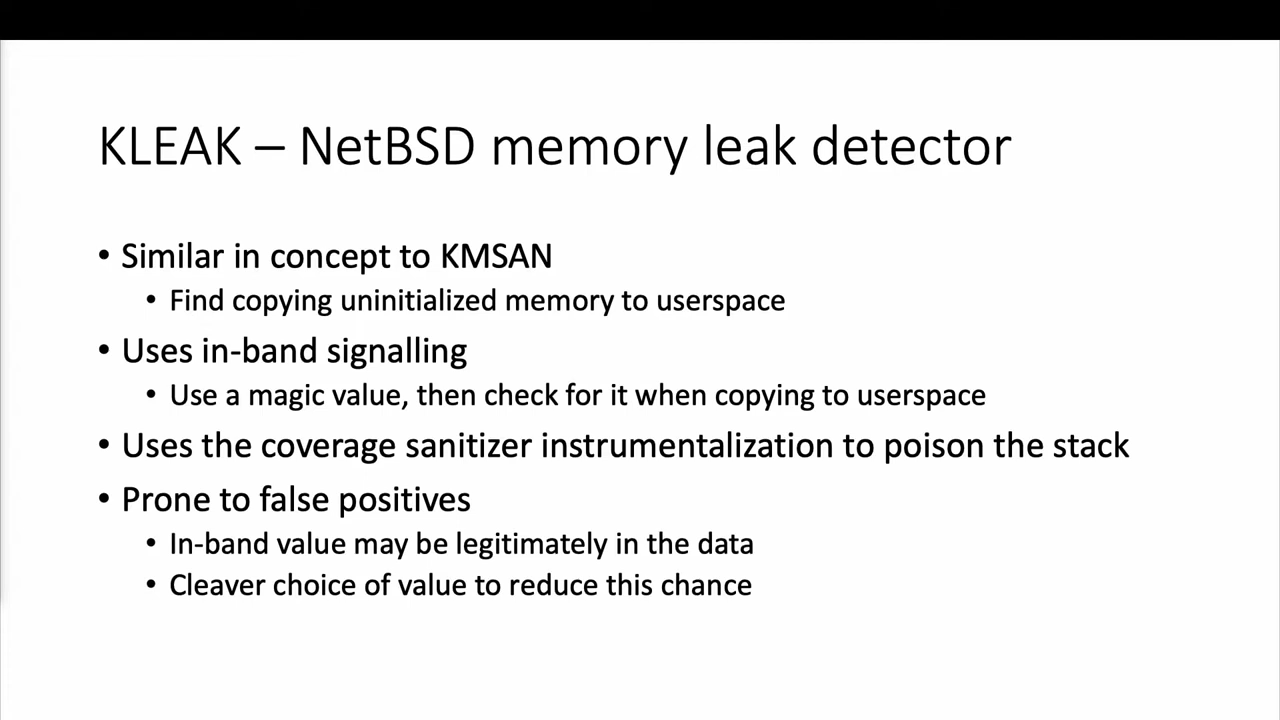 KLEAK – NetBSD memory leak detector
• Similar in concept to KMSAN
• Find copying uninitialized memory to userspace
• Uses in-band signalling
• Use a magic value, then check for it when copying to userspace
• Uses the coverage sanitizer instrumentalization to poison the stack
• Prone to false positives
• In-band value may be legitimately in the data
• Cleaver choice of value to reduce this chance